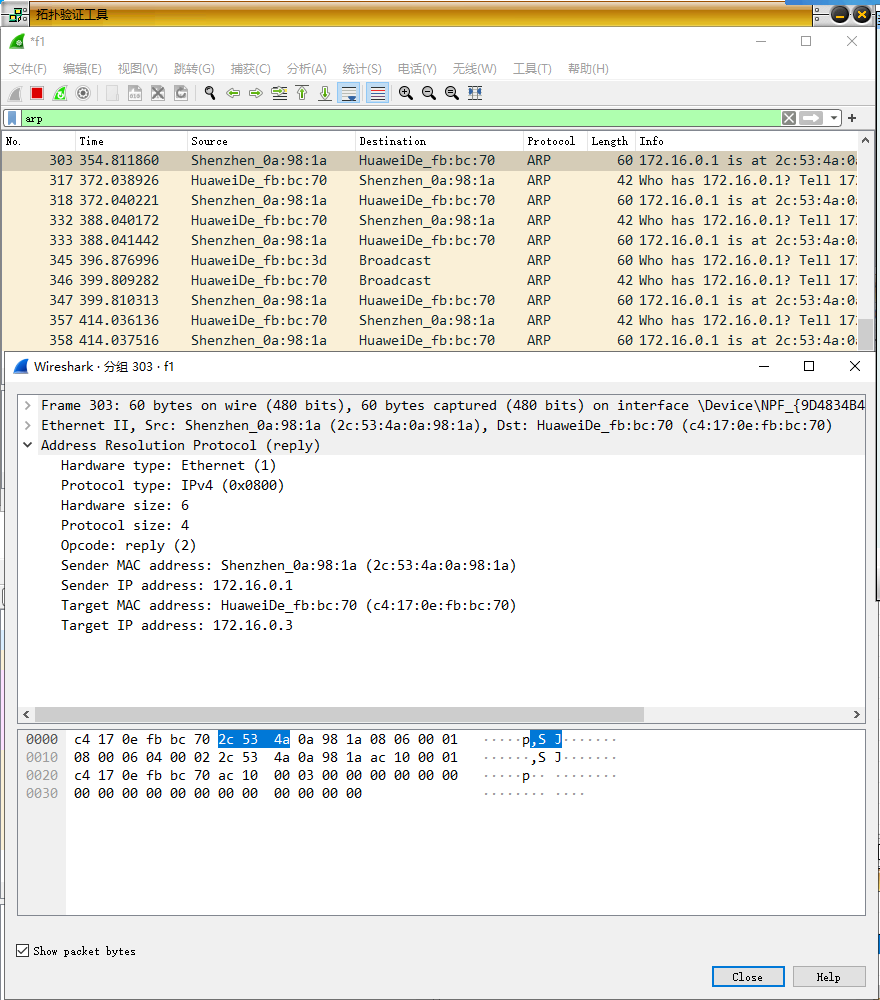 拓扑验证工具
*f1
文件(F) 编辑(E) 视图(V) 跳转(G) 捕获(C) 分析(A) 统计(S) 电话(Y) 无线(W) 工具(T) 帮助(H)
arp
No. Time Source Destination Protocol Length Info
303 354.811860 Shenzhen_0a:98:1a HuaweiDe_fb:bc:70 ARP 60 172.16.0.1 is at 2c:53:4a:0a:
317 372.038926 HuaweiDe_fb:bc:70 Shenzhen_0a:98:1a ARP 42 Who has 172.16.0.1? Tell 17
318 372.040221 Shenzhen_0a:98:1a HuaweiDe_fb:bc:70 ARP 60 172.16.0.1 is at 2c:53:4a:0a:
332 388.040172 HuaweiDe_fb:bc:70 Shenzhen_0a:98:1a ARP 42 Who has 172.16.0.1? Tell 17
333 388.041442 Shenzhen_0a:98:1a HuaweiDe_fb:bc:70 ARP 60 172.16.0.1 is at 2c:53:4a:0a:
345 396.876996 HuaweiDe_fb:bc:3d Broadcast ARP 60 Who has 172.16.0.1? Tell 17
346 399.809282 HuaweiDe_fb:bc:70 Broadcast ARP 42 Who has 172.16.0.1? Tell 17
347 399.810313 Shenzhen_0a:98:1a HuaweiDe_fb:bc:70 ARP 60 172.16.0.1 is at 2c:53:4a:0a:
357 414.036136 HuaweiDe_fb:bc:70 Shenzhen_0a:98:1a ARP 42 Who has 172.16.0.1? Tell 17
358 414.037516 Shenzhen_0a:98:1a HuaweiDe_fb:bc:70 ARP 60 172.16.0.1 is at 2c:53:4a:0a:
Wireshark · 分组 303 · f1
Frame 303: 60 bytes on wire (480 bits), 60 bytes captured (480 bits) on interface \Device\NPF_{9D4834B4
Ethernet II, Src: Shenzhen_0a:98:1a (2c:53:4a:0a:98:1a), Dst: HuaweiDe_fb:bc:70 (c4:17:0e:fb:bc:70)
Address Resolution Protocol (reply)
Hardware type: Ethernet (1)
Protocol type: IPv4 (0x0800)
Hardware size: 6
Protocol size: 4
Opcode: reply (2)
Sender MAC address: Shenzhen_0a:98:1a (2c:53:4a:0a:98:1a)
Sender IP address: 172.16.0.1
Target MAC address: HuaweiDe_fb:bc:70 (c4:17:0e:fb:bc:70)
Target IP address: 172.16.0.3
0000 c4 17 0e fb bc 70 2c 53 4a 0a 98 1a 08 06 00 01 ·····p,S J·······
0010 08 00 06 04 00 02 2c 53 4a 0a 98 1a ac 10 00 01 ······,S J·······
0020 c4 17 0e fb bc 70 ac 10 00 03 00 00 00 00 00 00 ·····p·· ········
0030 00 00 00 00 00 00 00 00 00 00 00 00 ········ ····
Show packet bytes
Close Help